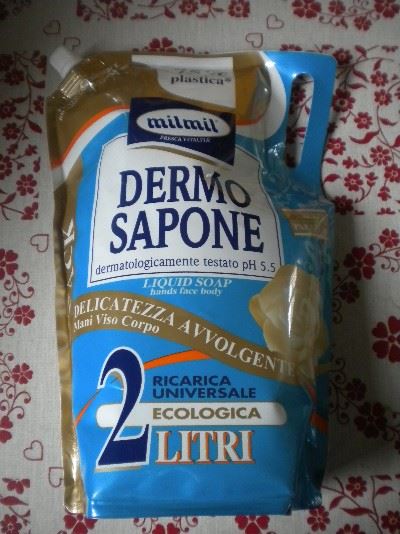 plastica*
milmil
FRESCA VITALITÀ
DERMO
SAPONE
dermatologicamente testato pH 5.5
LIQUID SOAP
hands face body
DELICATEZZA AVVOLGENTE
Mani Viso Corpo
2
RICARICA
UNIVERSALE
ECOLOGICA
LITRI